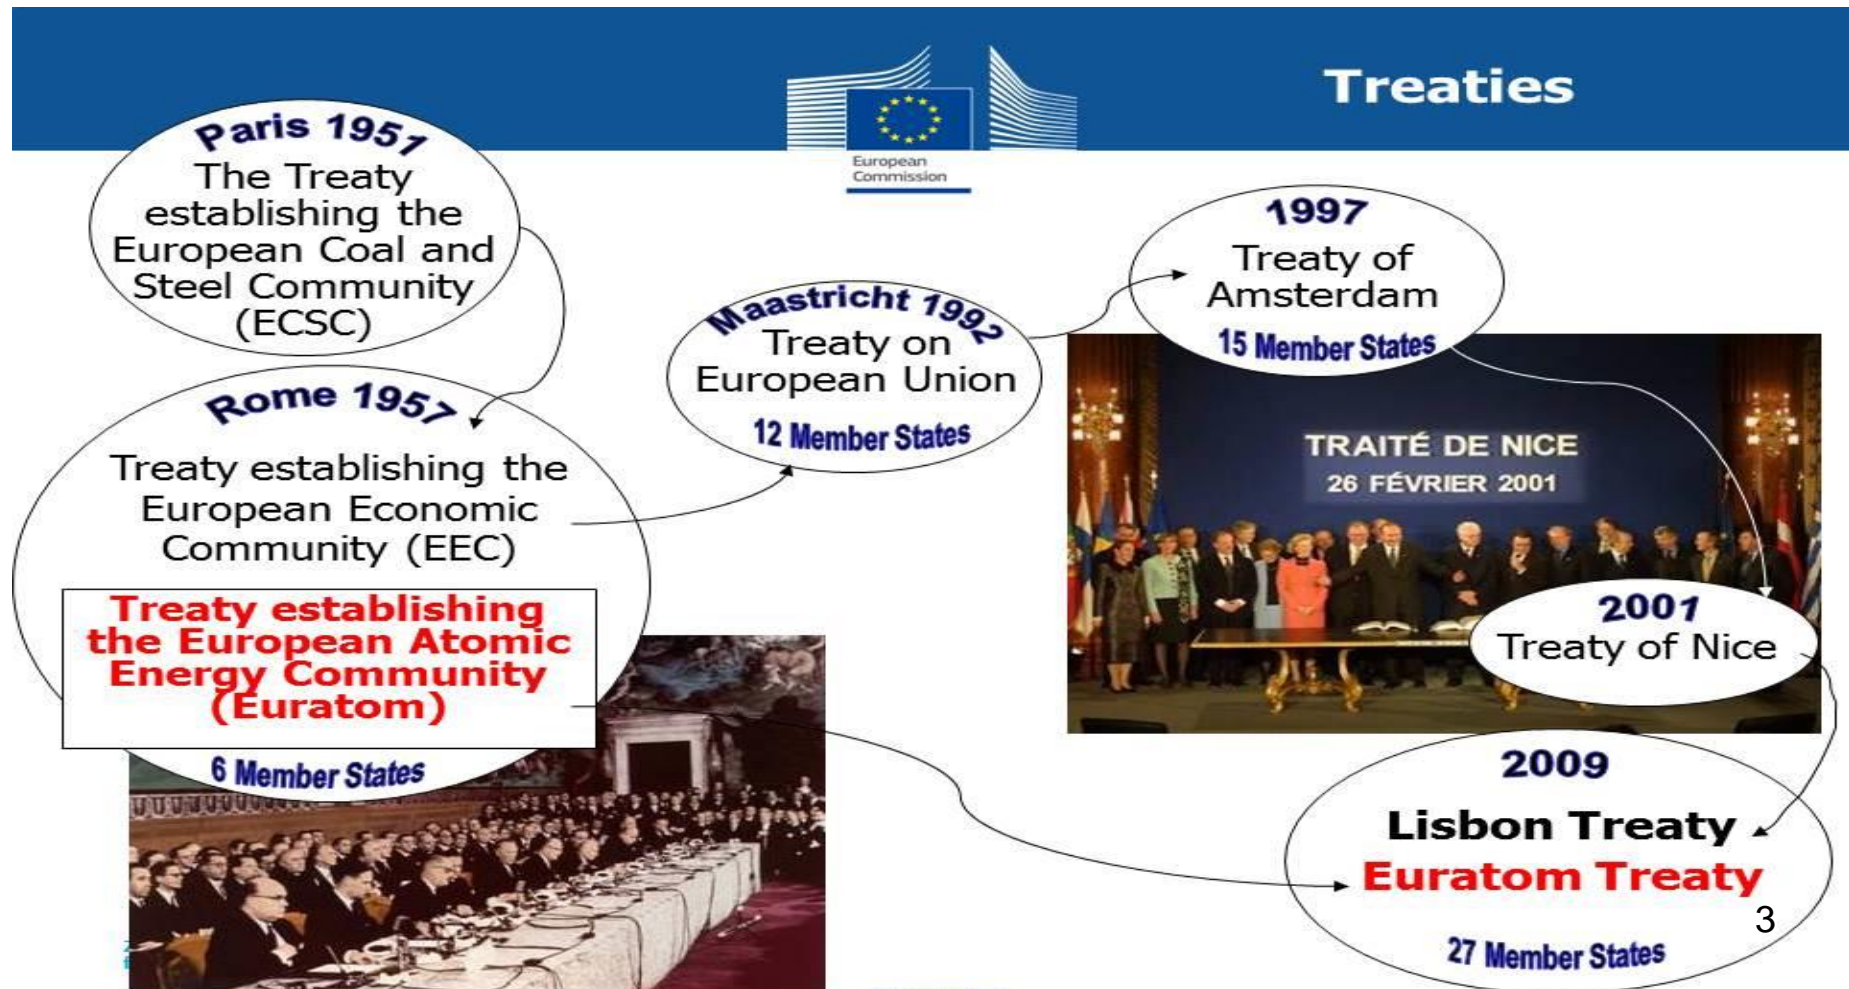 Treaties
European
Commission
Paris 1951
The Treaty
establishing the
European Coal and
Steel Community
(ECSC)
Rome 1957
Treaty establishing the
European Economic
Community (EEC)
Treaty establishing
the European Atomic
Energy Community
(Euratom)
6 Member States
Maastricht 1992
Treaty on
European Union
12 Member States
1997
Treaty of
Amsterdam
15 Member States
TRAITÉ DE NICE
26 FÉVRIER 2001
2001
Treaty of Nice
2009
Lisbon Treaty
Euratom Treaty
27 Member States
3